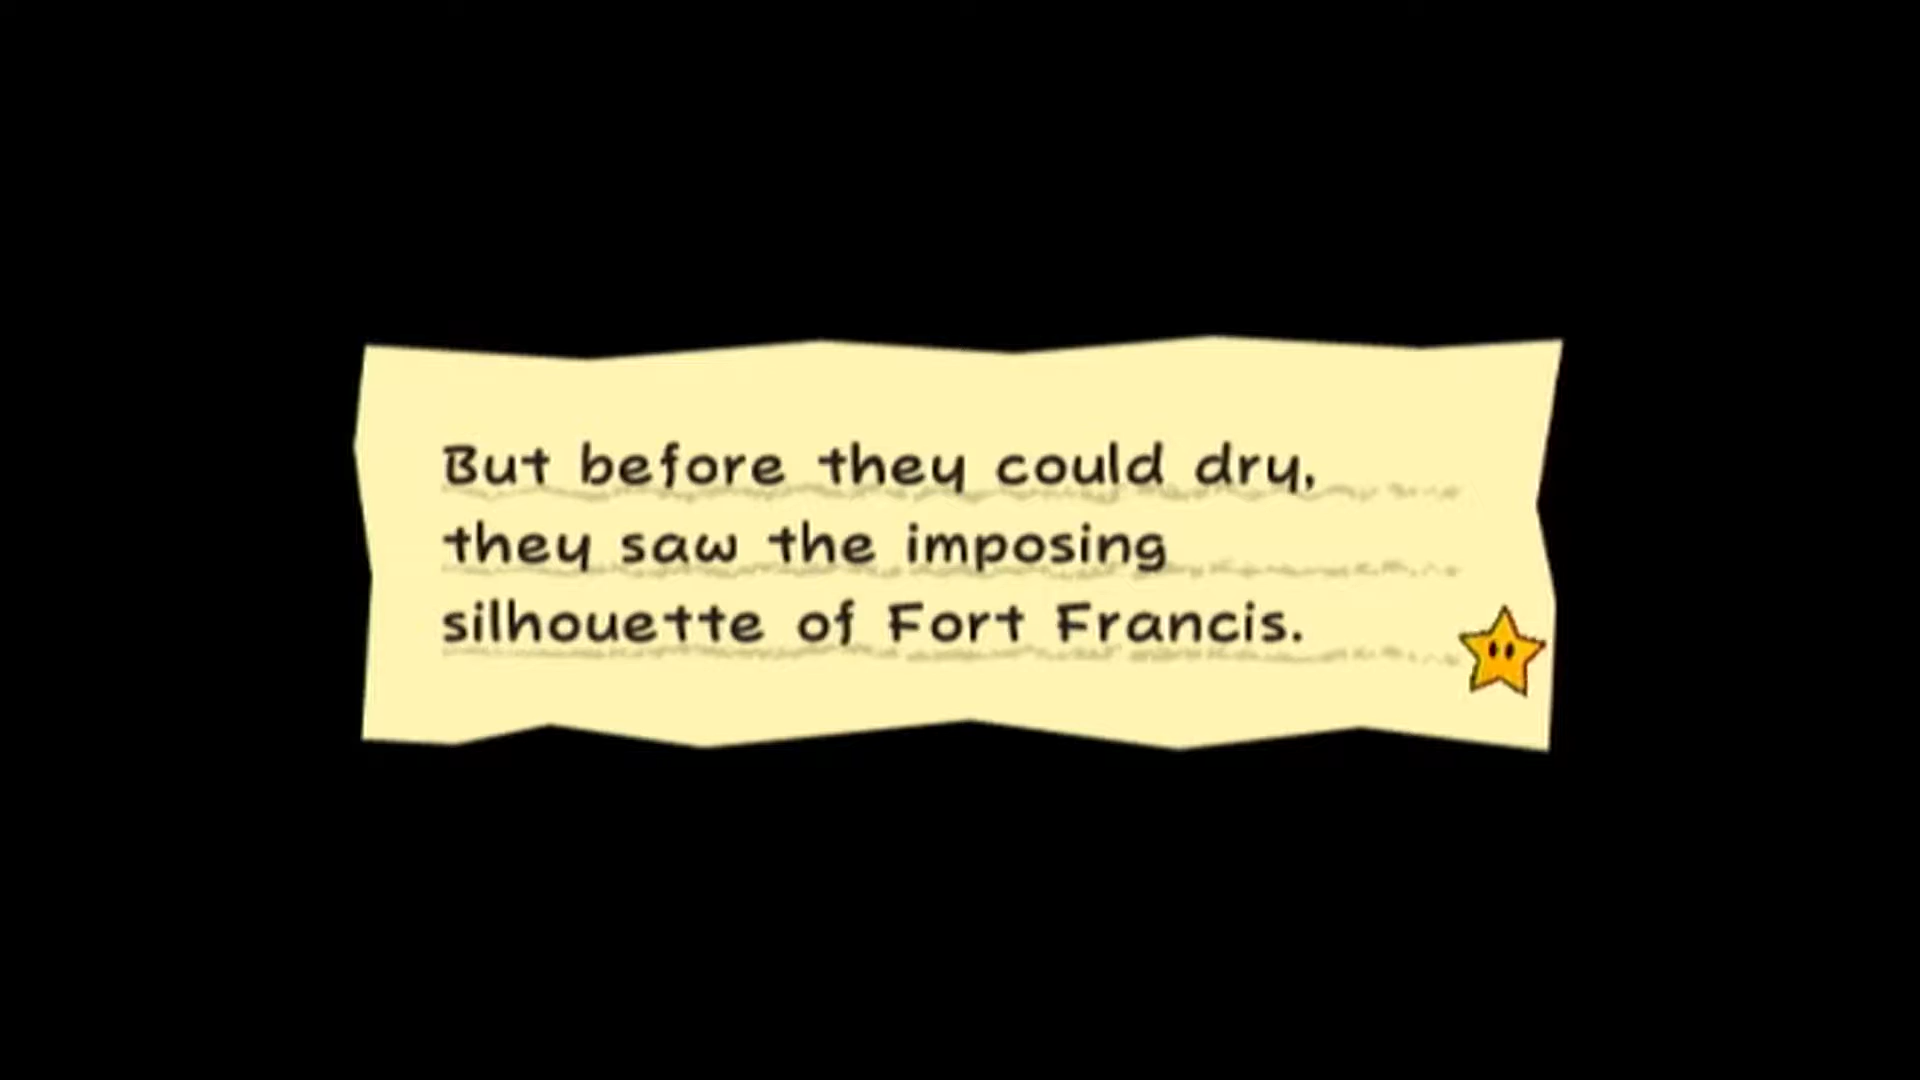 But before they could dry,
they saw the imposing
silhouette of Fort Francis.